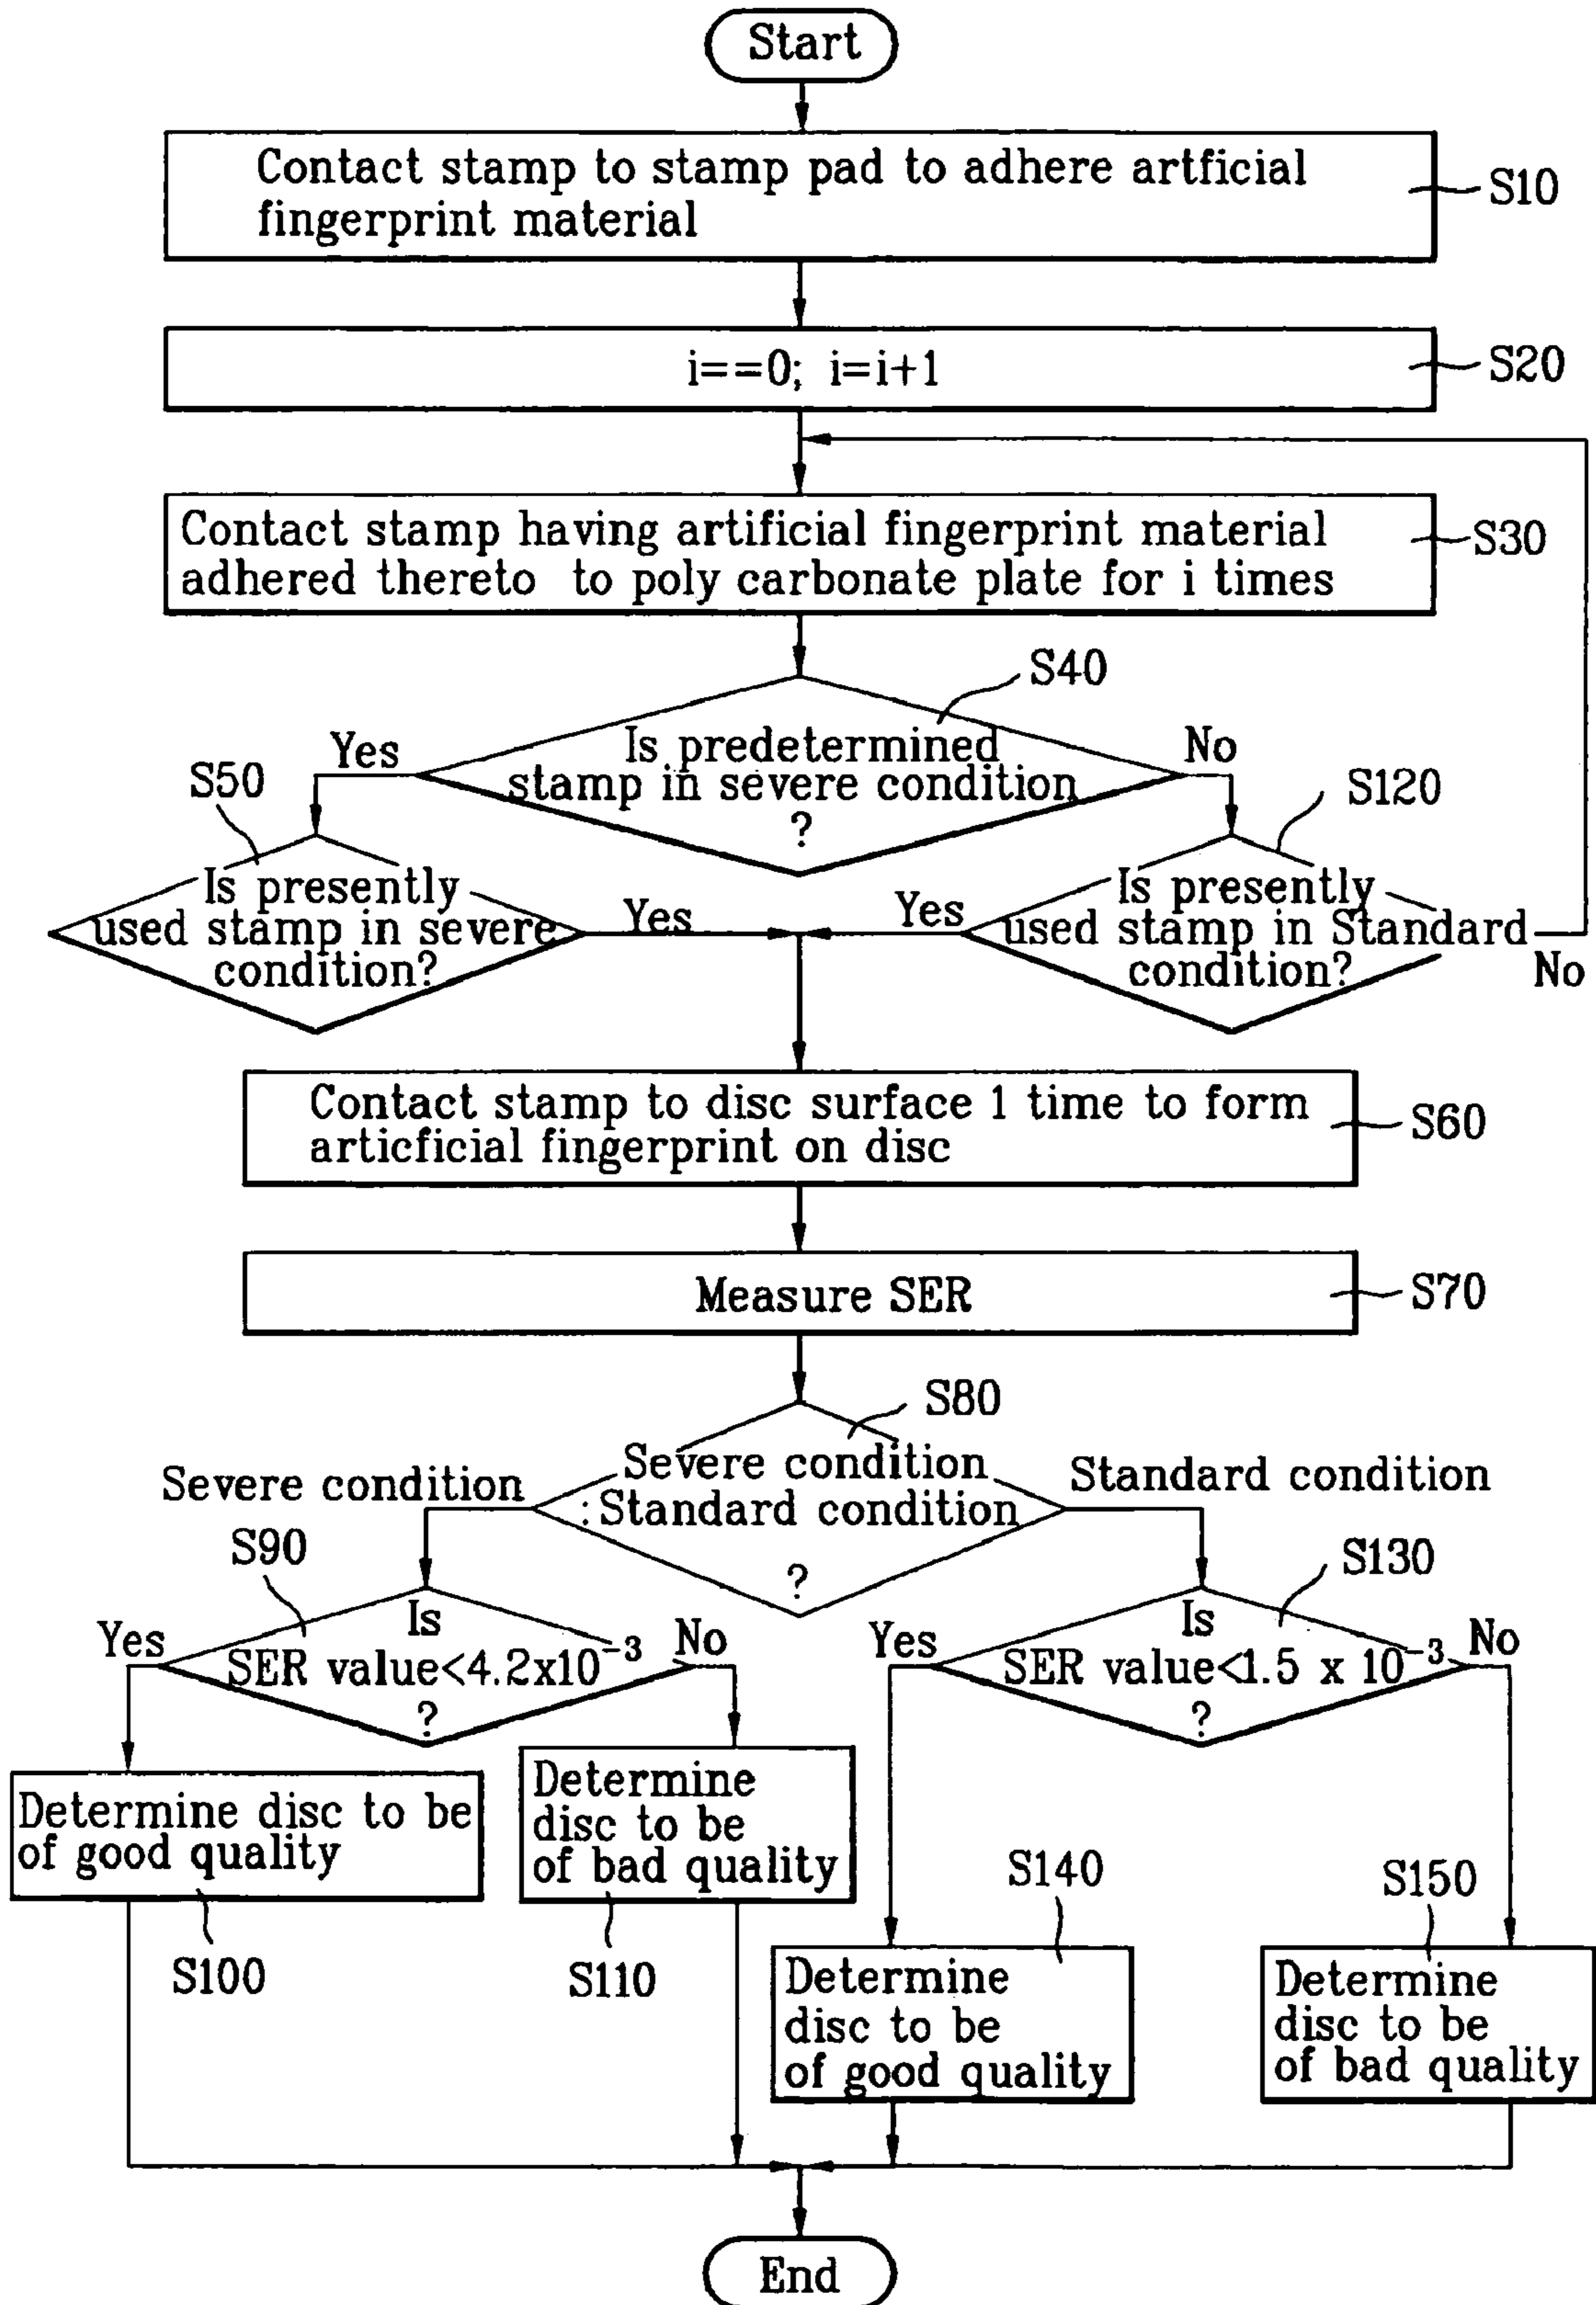 Start
Contact stamp to stamp pad to adhere artficial
fingerprint material
S10
i==0; i=i+1
S20
Contact stamp having artificial fingerprint material
adhered thereto to poly carbonate plate for i times
S30
S40
Is predetermined
stamp in severe condition
?
Yes
No
S50
S120
Is presently
used stamp in severe
condition?
Yes
Is presently
used stamp in Standard
condition?
Yes
No
Contact stamp to disc surface 1 time to form
articficial fingerprint on disc
S60
Measure SER
S70
S80
Severe condition
:Standard condition
?
Severe condition
Standard condition
S90
S130
Is
SER value<4.2x10⁻³
?
Yes
No
Is
SER value<1.5 x 10⁻³
?
Yes
No
Determine disc to be
of good quality
S100
Determine
disc to be
of bad quality
S110
S140
Determine
disc to be
of good quality
S150
Determine
disc to be
of bad quality
End